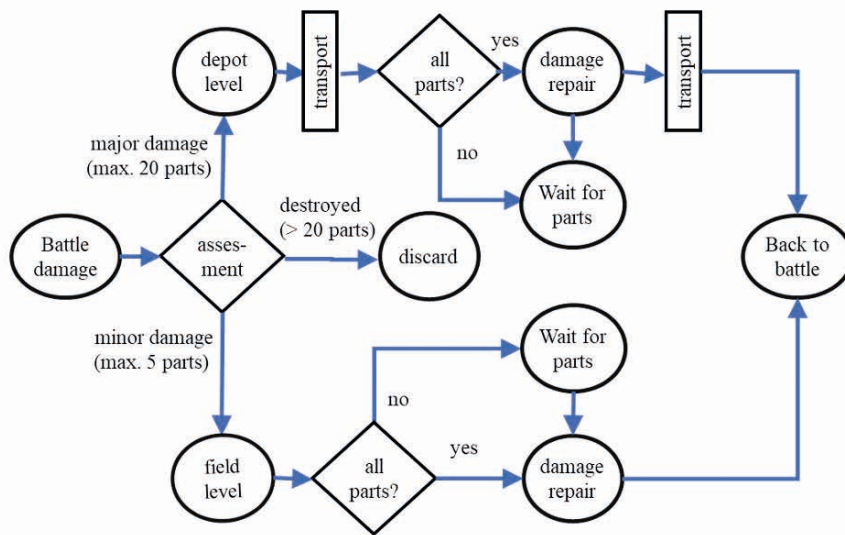 depot
level
transport
all
parts?
yes
damage
repair
transport
major damage
(max. 20 parts)
no
Wait for
parts
Battle
damage
asses-
ment
destroyed
(> 20 parts)
discard
Back to
battle
minor damage
(max. 5 parts)
Wait for
parts
no
field
level
all
parts?
yes
damage
repair